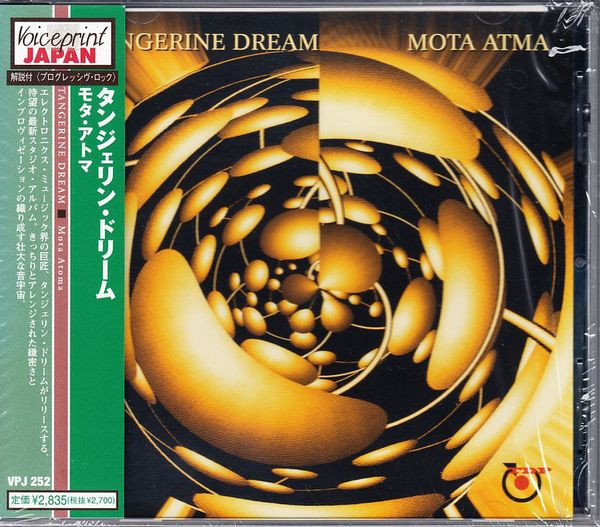 Voiceprint
JAPAN
解説付(プログレッシヴ・ロック)
タンジェリン・ドリーム
モタ・アトマ
TANGERINE DREAM ■ Mota Atoma
エレクトロニクス・ミュージック界の巨匠、タンジェリン・ドリームがリリースする、
待望の最新スタジオ・アルバム。きっちりとアレンジされた緻密さと
インプロヴィゼーションの織り成す壮大な音宇宙。
VPJ 252
定価¥2,835(税抜¥2,700)
ANGERINE DREAM
MOTA ATMA
TDP